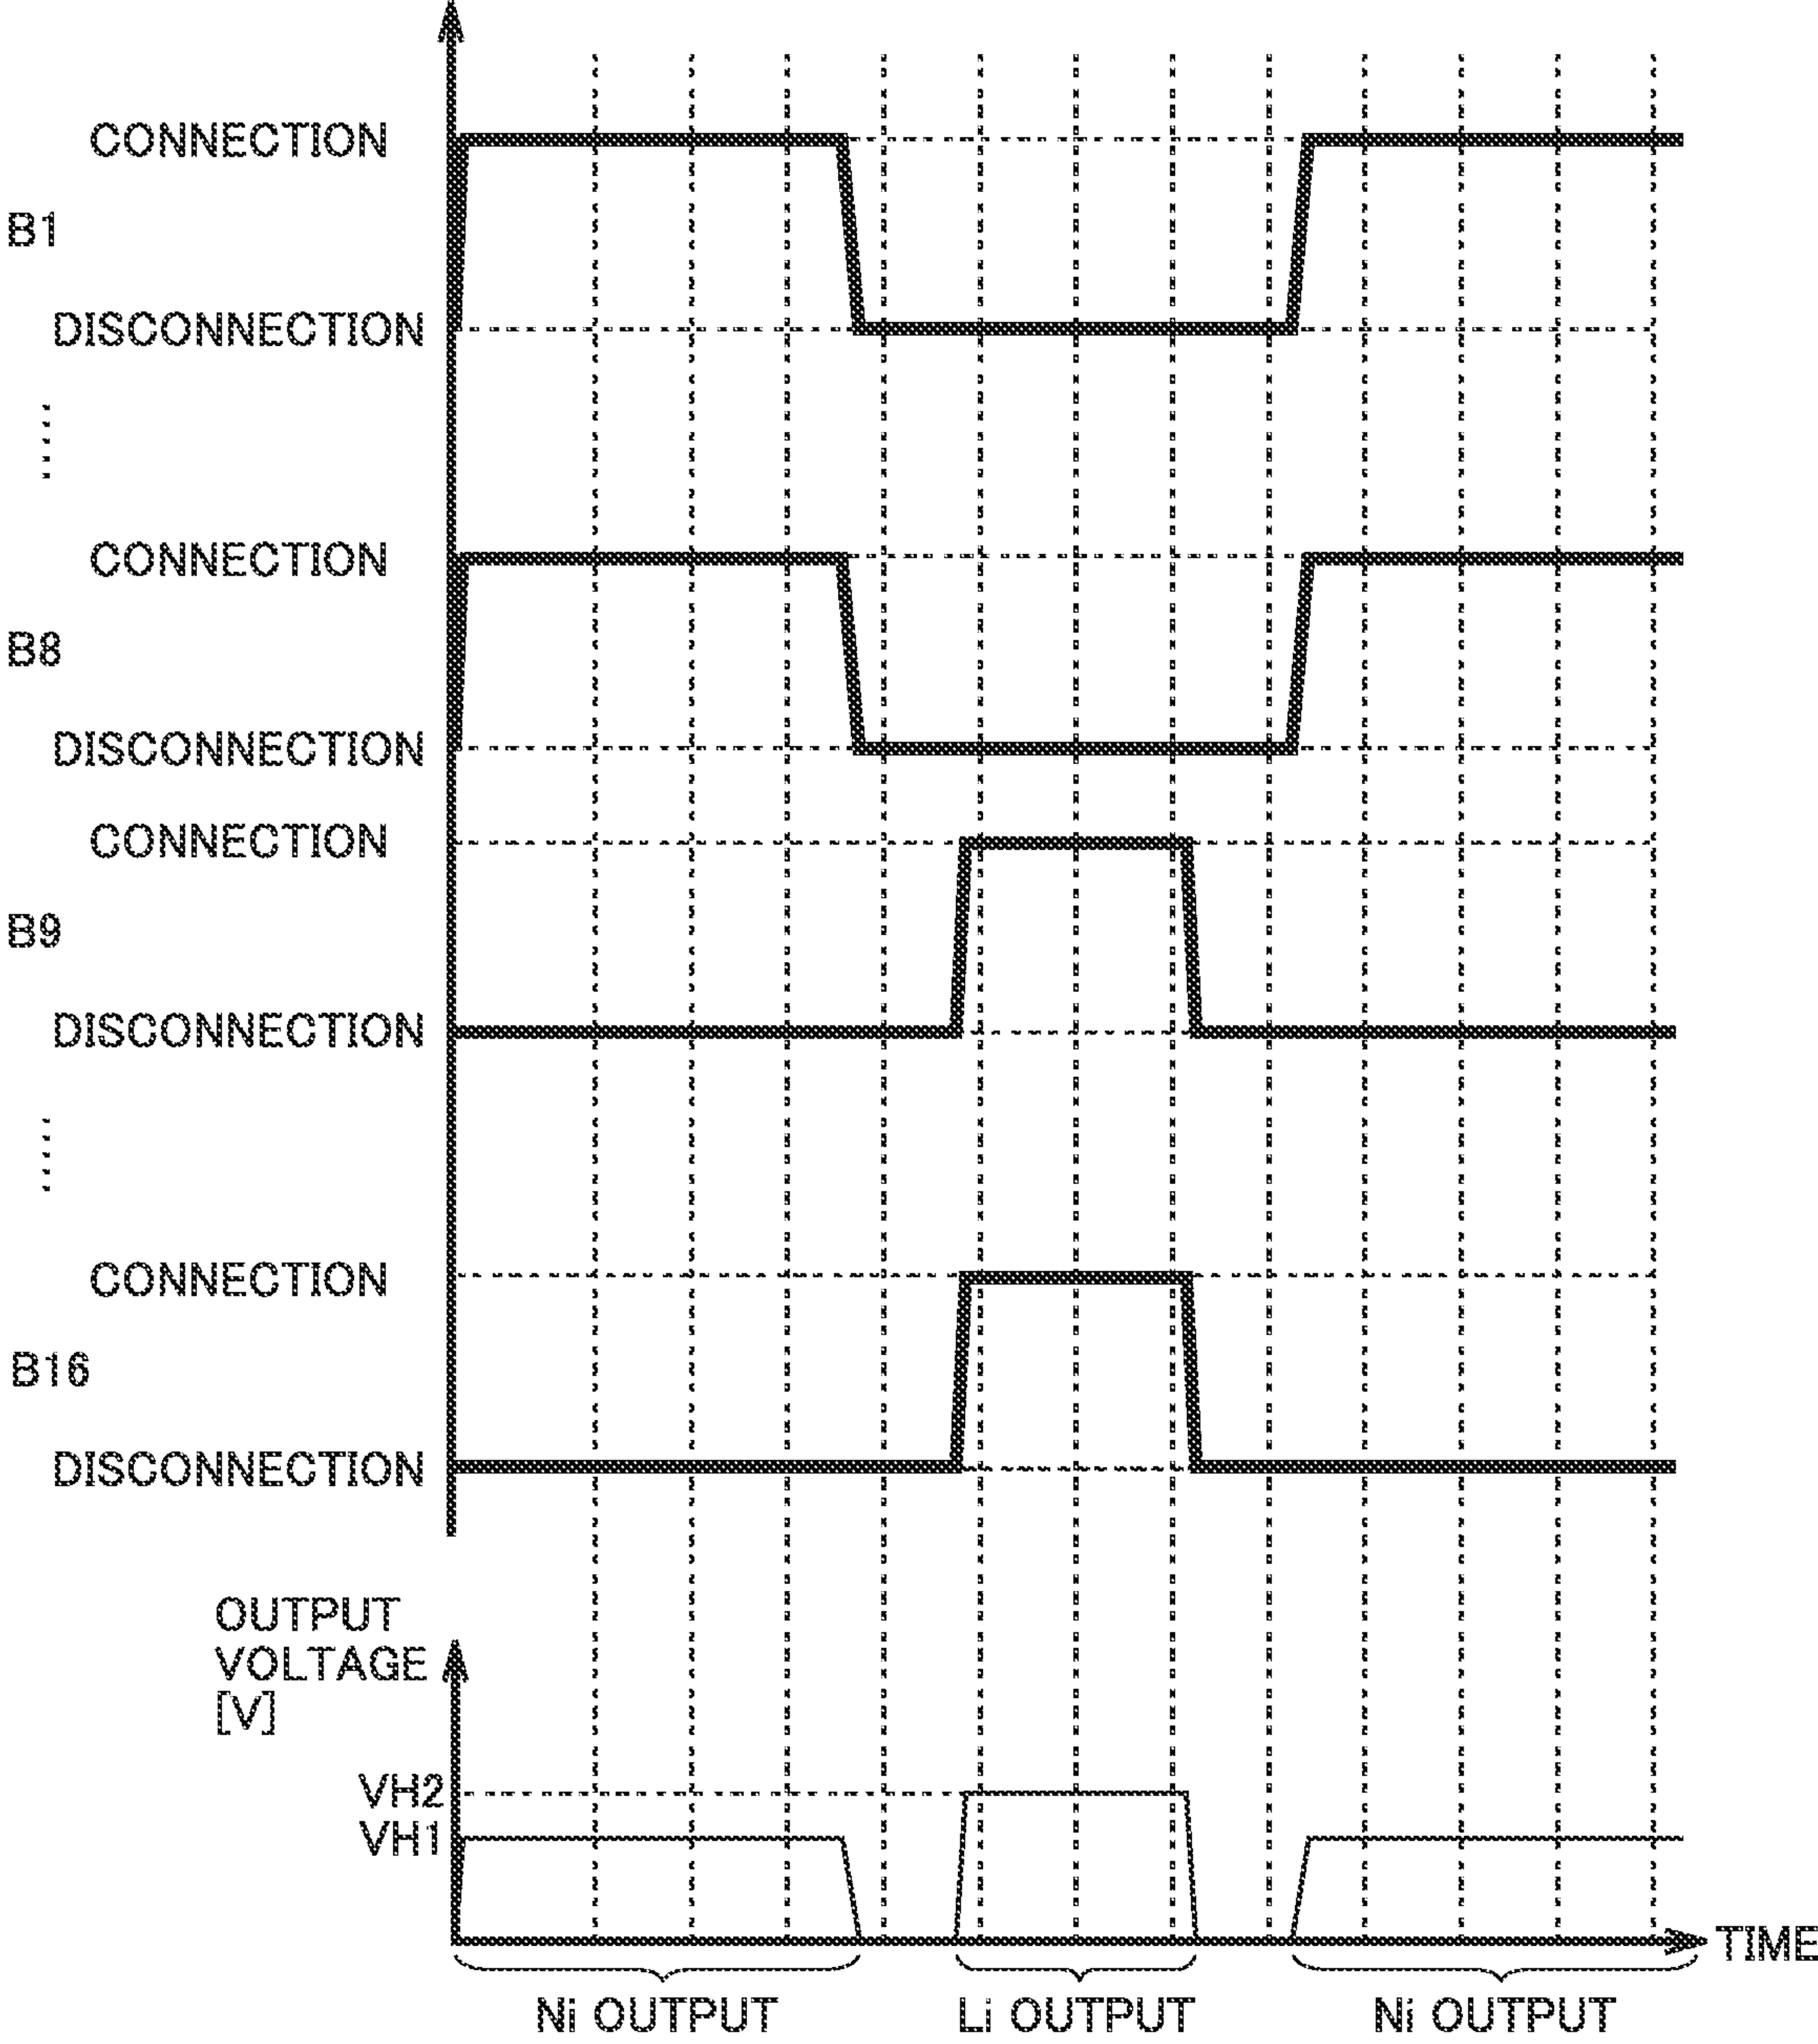 CONNECTION
B1
DISCONNECTION
CONNECTION
B8
DISCONNECTION
CONNECTION
B9
DISCONNECTION
CONNECTION
B16
DISCONNECTION
OUTPUT
VOLTAGE
[V]
VH2
VH1
TIME
Ni OUTPUT
Li OUTPUT
Ni OUTPUT